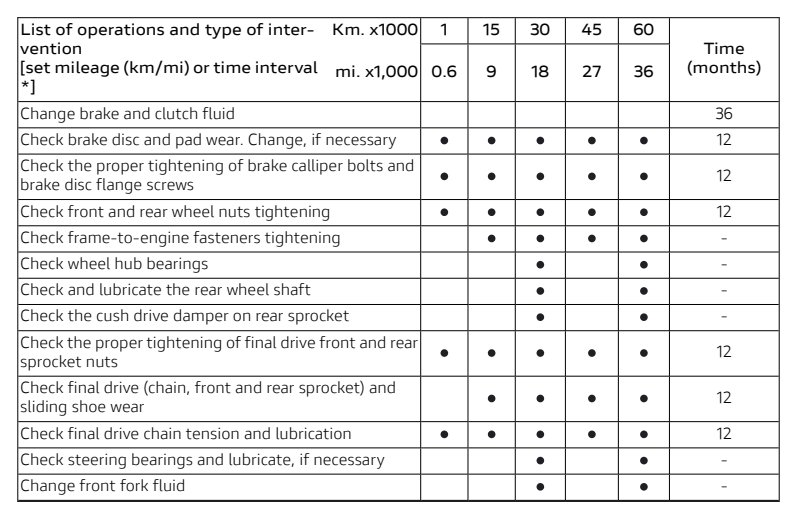 List of operations and type of inter- Km. x1000 1 15 30 45 60 Time
vention
[set mileage (km/mi) or time interval mi. x1,000 0.6 9 18 27 36 (months)
*]
Change brake and clutch fluid 36
Check brake disc and pad wear. Change, if necessary ● ● ● ● ● 12
Check the proper tightening of brake calliper bolts and
brake disc flange screws ● ● ● ● ● 12
Check front and rear wheel nuts tightening ● ● ● ● ● 12
Check frame-to-engine fasteners tightening ● ● ● ● -
Check wheel hub bearings ● ● -
Check and lubricate the rear wheel shaft ● ● -
Check the cush drive damper on rear sprocket ● ● -
Check the proper tightening of final drive front and rear
sprocket nuts ● ● ● ● ● 12
Check final drive (chain, front and rear sprocket) and
sliding shoe wear ● ● ● ● 12
Check final drive chain tension and lubrication ● ● ● ● ● 12
Check steering bearings and lubricate, if necessary ● ● -
Change front fork fluid ● ● -